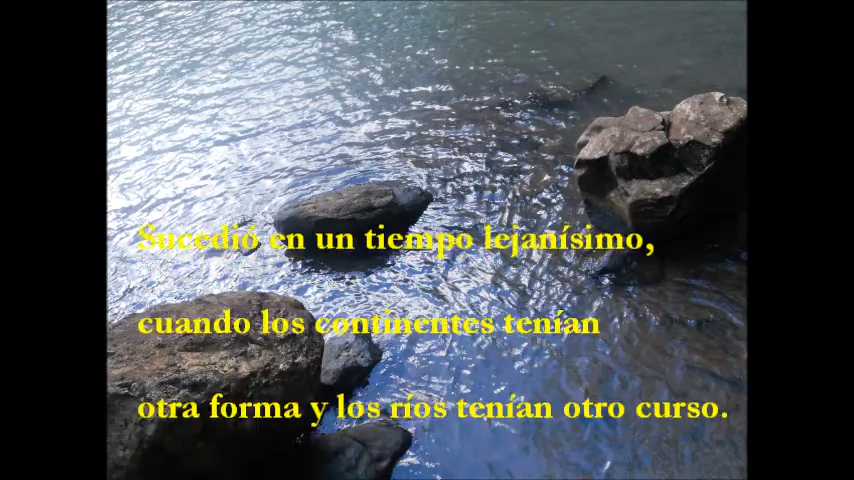 Sucedió en un tiempo lejanísimo,
cuando los continentes tenían
otra forma y los ríos tenían otro curso.